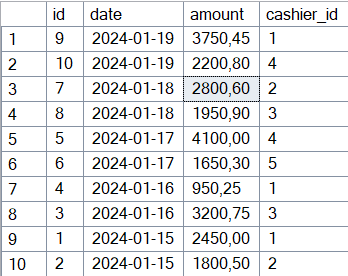 id date amount cashier_id
1 9 2024-01-19 3750,45 1
2 10 2024-01-19 2200,80 4
3 7 2024-01-18 2800,60 2
4 8 2024-01-18 1950,90 3
5 5 2024-01-17 4100,00 4
6 6 2024-01-17 1650,30 5
7 4 2024-01-16 950,25 1
8 3 2024-01-16 3200,75 3
9 1 2024-01-15 2450,00 1
10 2 2024-01-15 1800,50 2